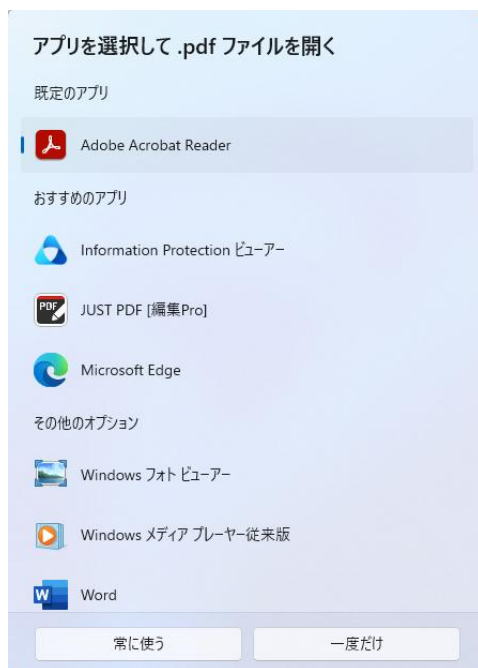 アプリを選択して .pdf ファイルを開く
既定のアプリ
Adobe Acrobat Reader
おすすめのアプリ
Information Protection ビューアー
PDF
JUST PDF [編集Pro]
Microsoft Edge
その他のオプション
Windows フォト ビューアー
Windows メディア プレーヤー従来版
W
Word
常に使う
一度だけ